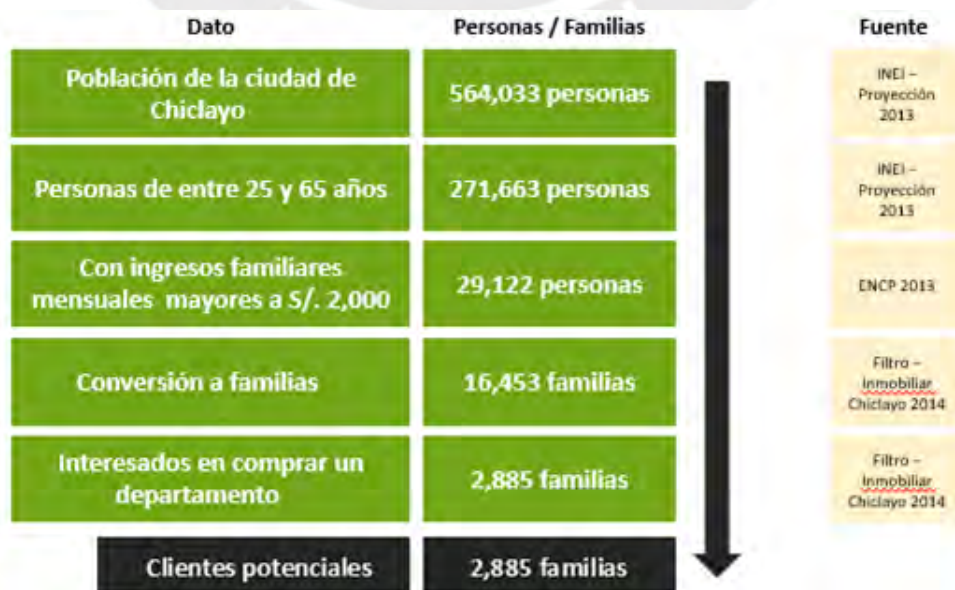 Dato Personas / Familias Fuente
Población de la ciudad de
Chiclayo
564,033 personas
INEI –
Proyección
2013
Personas de entre 25 y 65 años
271,663 personas
INEI –
Proyección
2013
Con ingresos familiares
mensuales mayores a S/. 2,000
29,122 personas
ENCP 2013
Conversión a familias
16,453 familias
Filtro –
Inmobiliar
Chiclayo 2014
Interesados en comprar un
departamento
2,885 familias
Filtro –
Inmobiliar
Chiclayo 2014
Clientes potenciales
2,885 familias